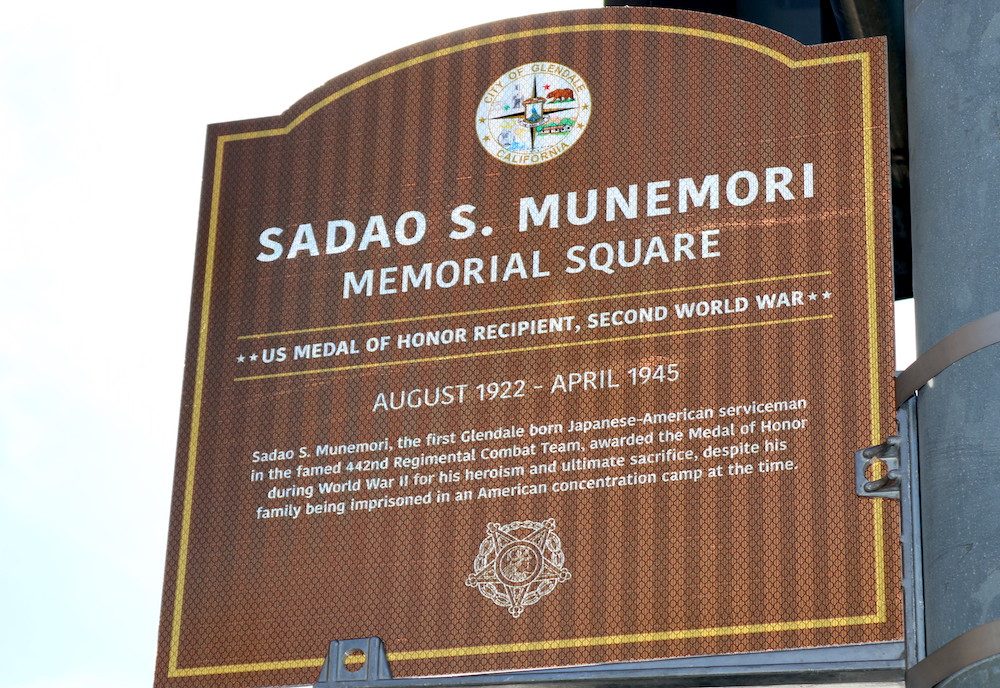 CITY OF GLENDALE
CALIFORNIA
SADAO S. MUNEMORI
MEMORIAL SQUARE
★★US MEDAL OF HONOR RECIPIENT, SECOND WORLD WAR★★
AUGUST 1922 - APRIL 1945
Sadao S. Munemori, the first Glendale born Japanese-American serviceman
in the famed 442nd Regimental Combat Team, awarded the Medal of Honor
during World War II for his heroism and ultimate sacrifice, despite his
family being imprisoned in an American concentration camp at the time.